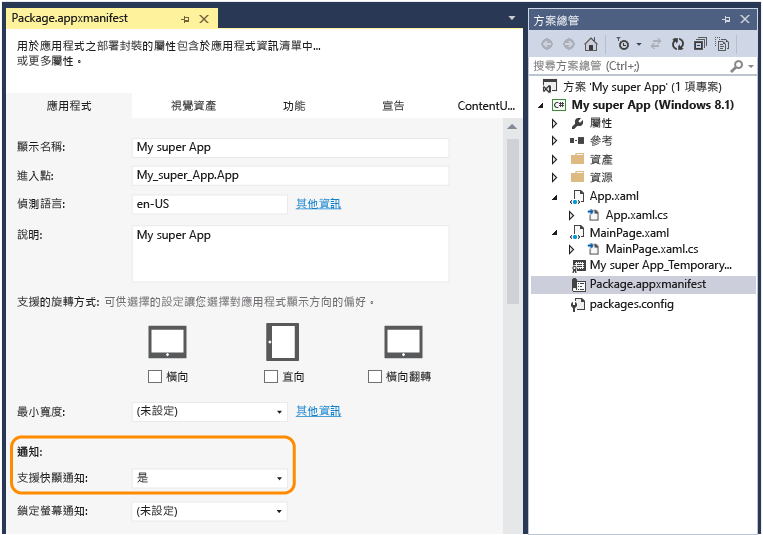 Package.appxmanifest
用於應用程式之部署封裝的屬性包含於應用程式資訊清單中...
或更多屬性。
應用程式 視覺資產 功能 宣告 ContentU...
顯示名稱: My super App
進入點: My_super_App.App
偵測語言: en-US 其他資訊
說明: My super App
支援的旋轉方式: 可供選擇的設定讓您選擇對應用程式顯示方向的偏好。
橫向 直向 橫向翻轉
最小寬度: (未設定) 其他資訊
通知:
支援快顯通知: 是
鎖定螢幕通知: (未設定)
方案總管
搜尋方案總管 (Ctrl+;)
方案 'My super App' (1 項專案)
C# My super App (Windows 8.1)
屬性
參考
資產
資源
App.xaml
App.xaml.cs
MainPage.xaml
MainPage.xaml.cs
My super App_Temporary...
Package.appxmanifest
packages.config